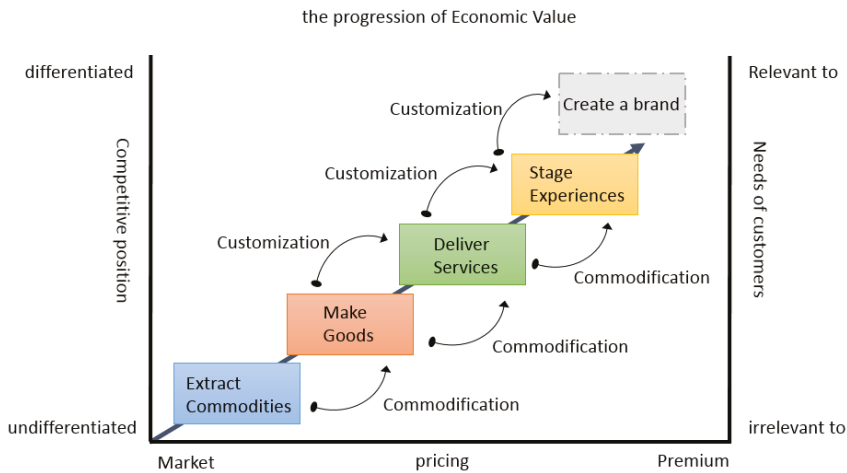 the progression of Economic Value
differentiated
Relevant to
Create a brand
Customization
Competitive position
Needs of customers
Customization
Stage
Experiences
Customization
Deliver
Services
Commodification
Make
Goods
Commodification
Extract
Commodities
Commodification
undifferentiated
irrelevant to
Market
pricing
Premium